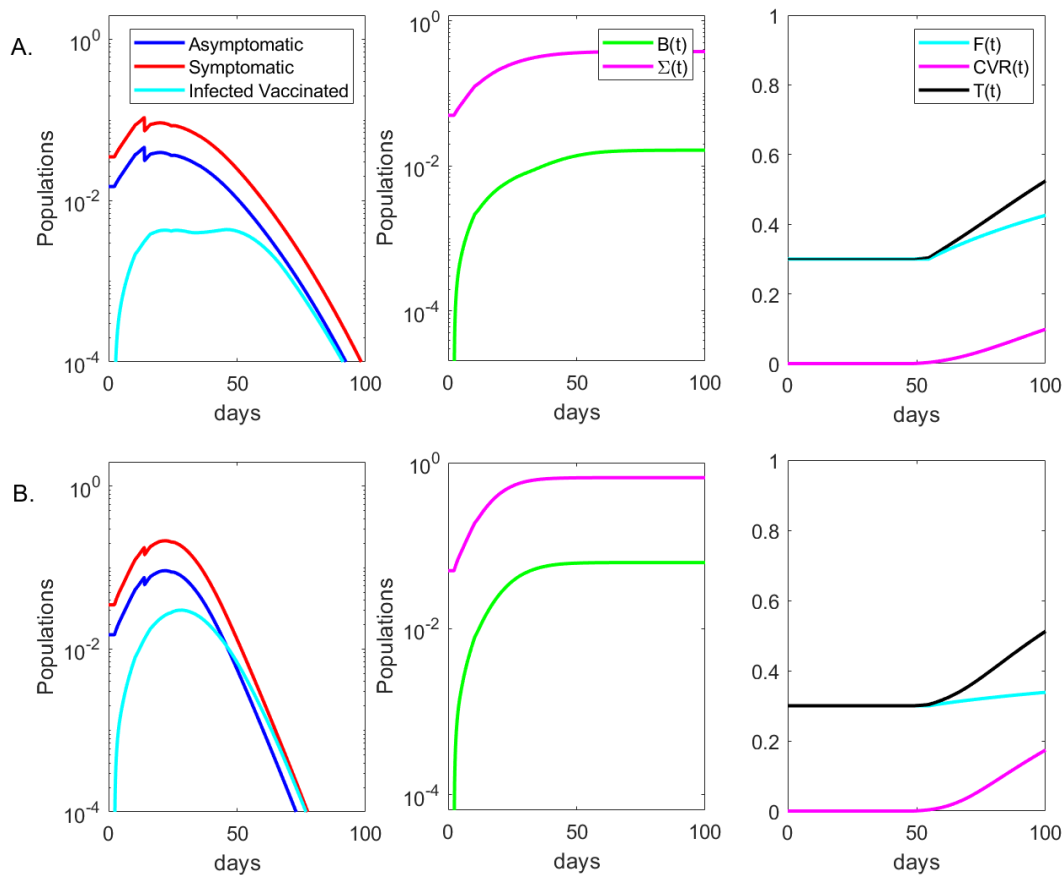 A.
Populations
10^0
10^-2
10^-4
Asymptomatic
Symptomatic
Infected Vaccinated
0
50
100
days
Populations
10^0
10^-2
10^-4
B(t)
Σ(t)
0
50
100
days
1
0.8
0.6
0.4
0.2
0
F(t)
CVR(t)
T(t)
0
50
100
days
B.
Populations
10^0
10^-2
10^-4
0
50
100
days
Populations
10^0
10^-2
10^-4
0
50
100
days
1
0.8
0.6
0.4
0.2
0
0
50
100
days